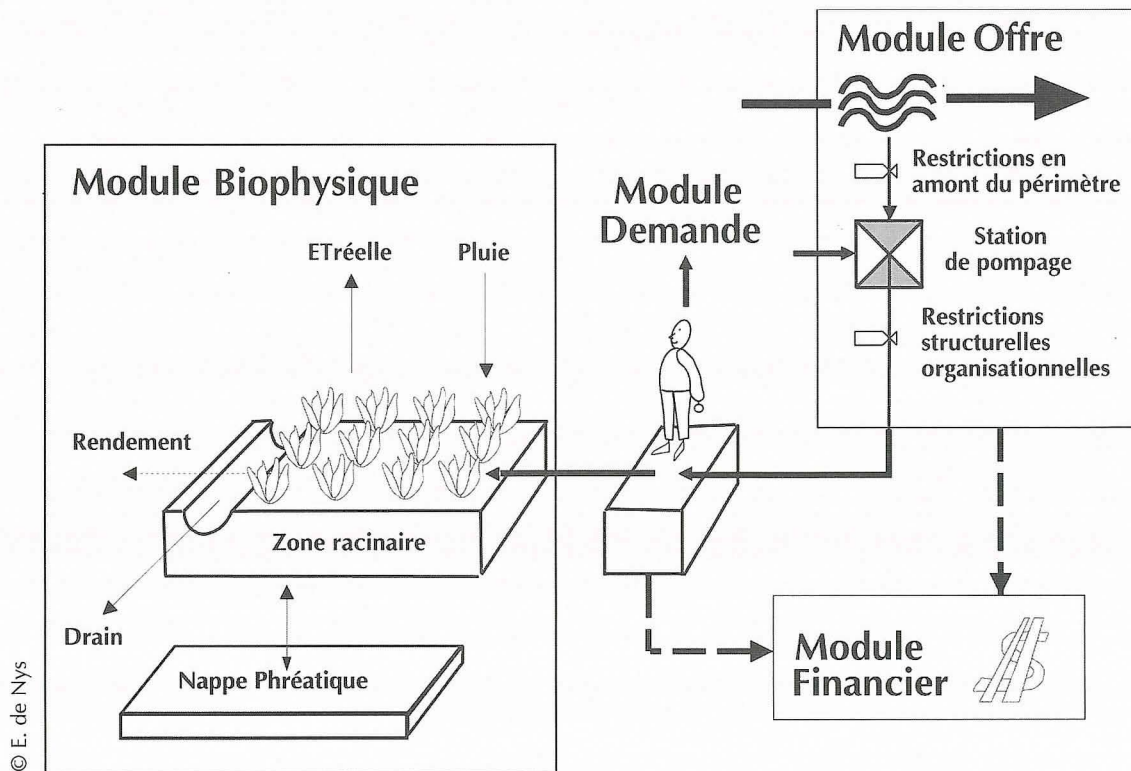 Module Offre
Restrictions en
amont du périmètre
Station
de pompage
Restrictions
structurelles
organisationnelles
Module
Demande
Module Biophysique
ETréelle
Pluie
Rendement
Zone racinaire
Drain
Nappe Phréatique
Module
Financier
$
© E. de Nys